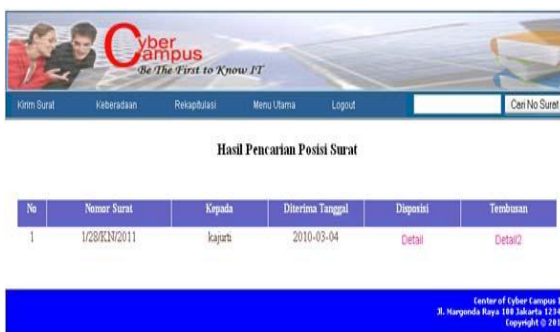 Cyber
Campus
Be The First to Know IT
Kirim Surat Keberadaan Rekapitulasi Menu Utama Logout Cari No Surat
Hasil Pencarian Posisi Surat
No Nomor Surat Kepada Diterima Tanggal Disposisi Tembusan
1 1/28/KN/2011 kajurti 2010-03-04 Detail Detail2
Center of Cyber Campus
Jl. Margonda Raya 100 Jakarta
Copyright ©